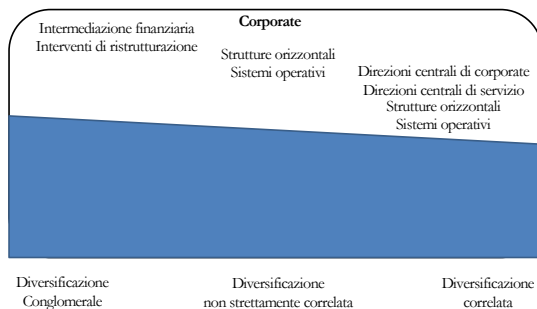 Corporate
Intermediazione finanziaria
Interventi di ristrutturazione
Strutture orizzontali
Sistemi operativi
Direzioni centrali di corporate
Direzioni centrali di servizio
Strutture orizzontali
Sistemi operativi
Diversificazione
Conglomerale
Diversificazione
non strettamente correlata
Diversificazione
correlata